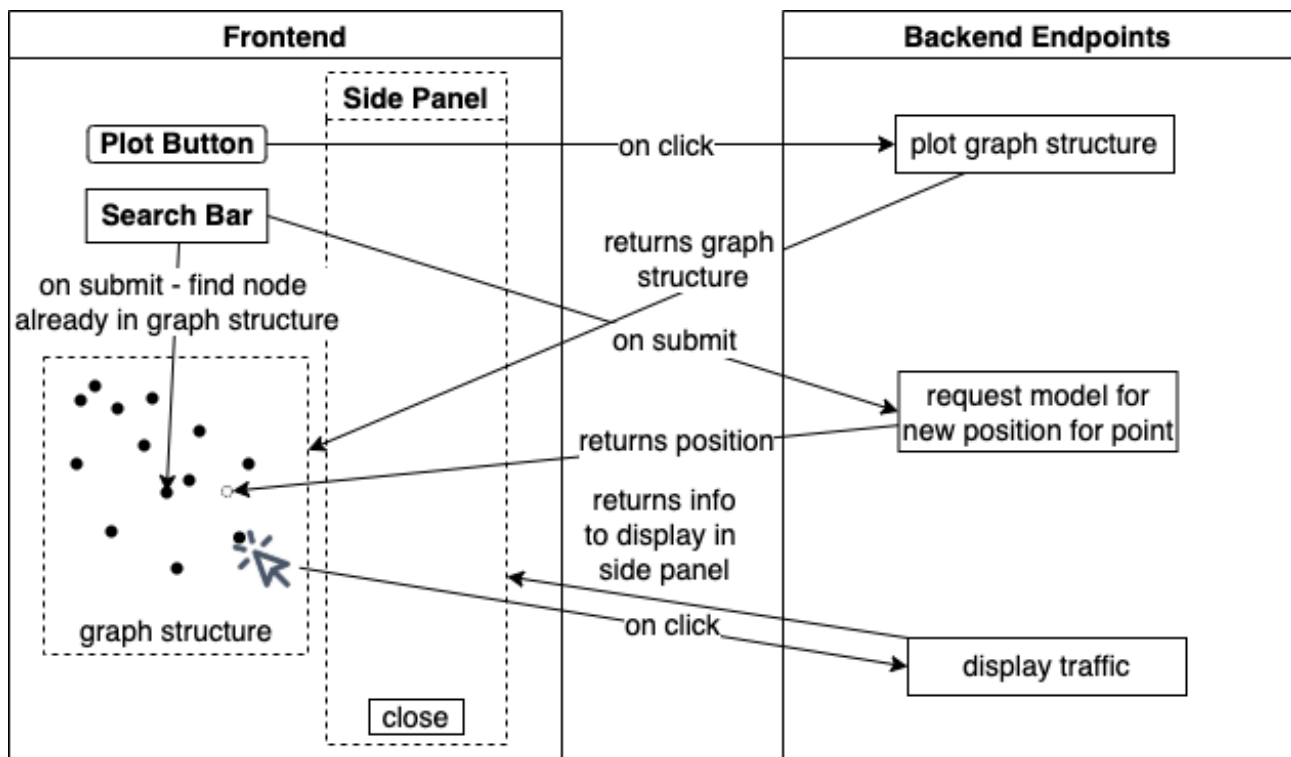 Frontend
Backend Endpoints
Side Panel
Plot Button
on click
plot graph structure
Search Bar
returns graph
structure
on submit - find node
already in graph structure
on submit
request model for
new position for point
returns position
returns info
to display in
side panel
graph structure
on click
display traffic
close